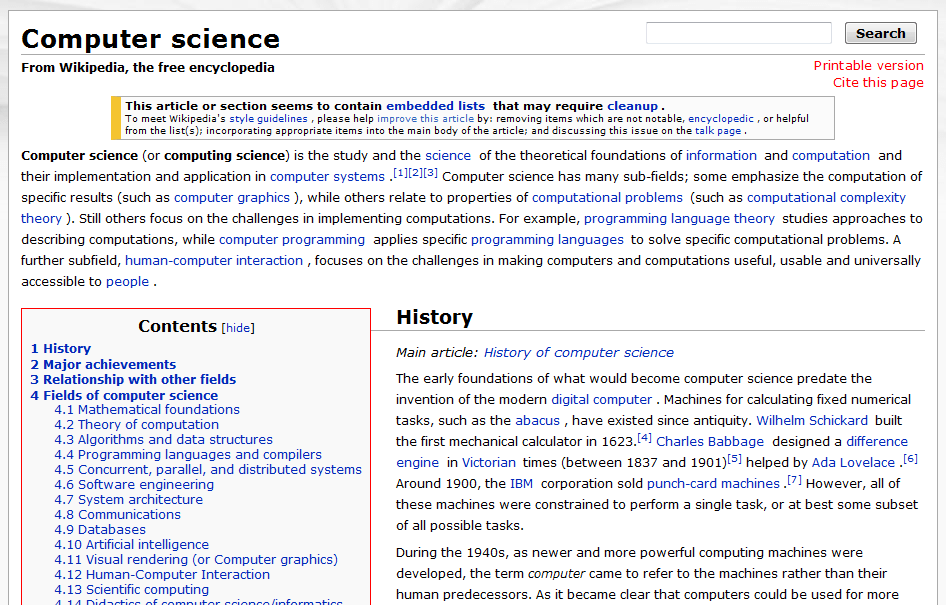 Computer science
Search
From Wikipedia, the free encyclopedia
Printable version
Cite this page
This article or section seems to contain embedded lists that may require cleanup .
To meet Wikipedia's style guidelines , please help improve this article by: removing items which are not notable, encyclopedic , or helpful
from the list(s); incorporating appropriate items into the main body of the article; and discussing this issue on the talk page .
Computer science (or computing science) is the study and the science of the theoretical foundations of information and computation and
their implementation and application in computer systems .[1][2][3] Computer science has many sub-fields; some emphasize the computation of
specific results (such as computer graphics ), while others relate to properties of computational problems (such as computational complexity
theory ). Still others focus on the challenges in implementing computations. For example, programming language theory studies approaches to
describing computations, while computer programming applies specific programming languages to solve specific computational problems. A
further subfield, human-computer interaction , focuses on the challenges in making computers and computations useful, usable and universally
accessible to people .
Contents [hide]
1 History
2 Major achievements
3 Relationship with other fields
4 Fields of computer science
4.1 Mathematical foundations
4.2 Theory of computation
4.3 Algorithms and data structures
4.4 Programming languages and compilers
4.5 Concurrent, parallel, and distributed systems
4.6 Software engineering
4.7 System architecture
4.8 Communications
4.9 Databases
4.10 Artificial intelligence
4.11 Visual rendering (or Computer graphics)
4.12 Human-Computer Interaction
4.13 Scientific computing
4.14 Didactics of computer science/informatics
History
Main article: History of computer science
The early foundations of what would become computer science predate the
invention of the modern digital computer . Machines for calculating fixed numerical
tasks, such as the abacus , have existed since antiquity. Wilhelm Schickard built
the first mechanical calculator in 1623.[4] Charles Babbage designed a difference
engine in Victorian times (between 1837 and 1901)[5] helped by Ada Lovelace .[6]
Around 1900, the IBM corporation sold punch-card machines .[7] However, all of
these machines were constrained to perform a single task, or at best some subset
of all possible tasks.
During the 1940s, as newer and more powerful computing machines were
developed, the term computer came to refer to the machines rather than their
human predecessors. As it became clear that computers could be used for more